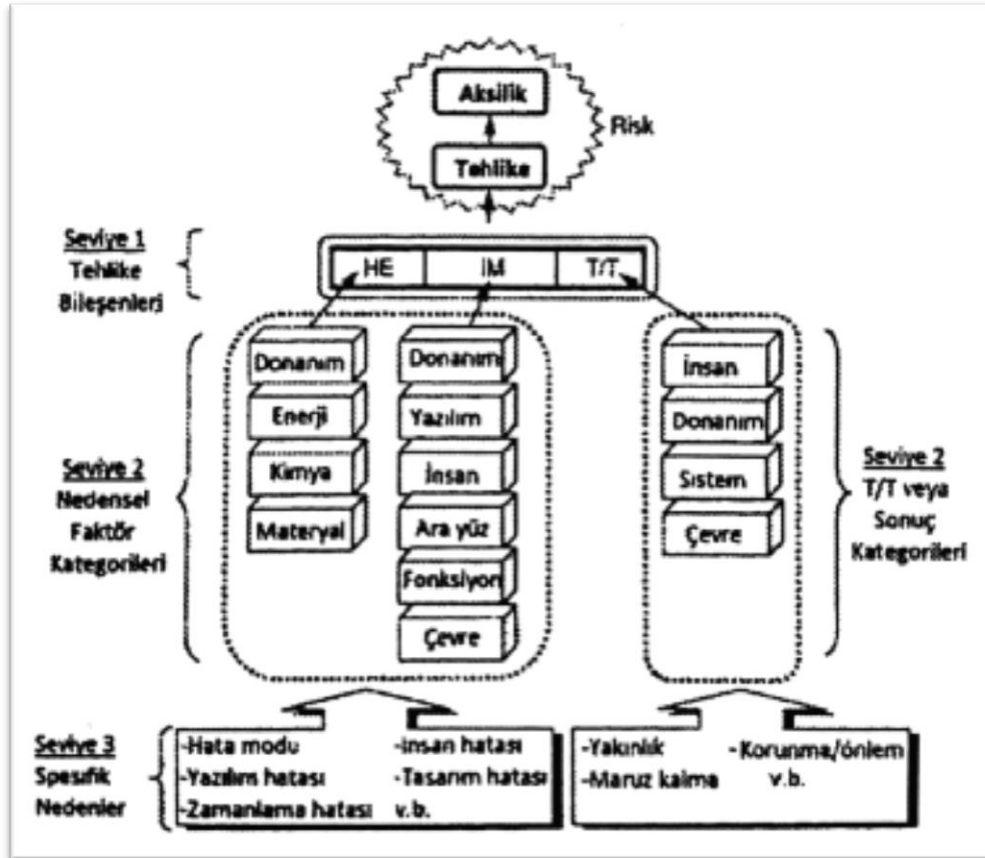 Aksilik
Risk
Tehlike
Seviye 1
Tehlike
Bileşenleri
HE
IM
T/T
Donanım
Enerji
Kimya
Materyal
Donanım
Yazılım
İnsan
Ara yüz
Fonksiyon
Çevre
İnsan
Donanım
Sistem
Çevre
Seviye 2
Nedensel
Faktör
Kategorileri
Seviye 2
T/T veya
Sonuç
Kategorileri
Seviye 3
Spesifik
Nedenler
-Hata modu
-Yazılım hatası
-Zamanlama hatası
-İnsan hatası
-Tasarım hatası
v.b.
-Yakınlık
-Maruz kalma
-Korunma/önlem
v.b.